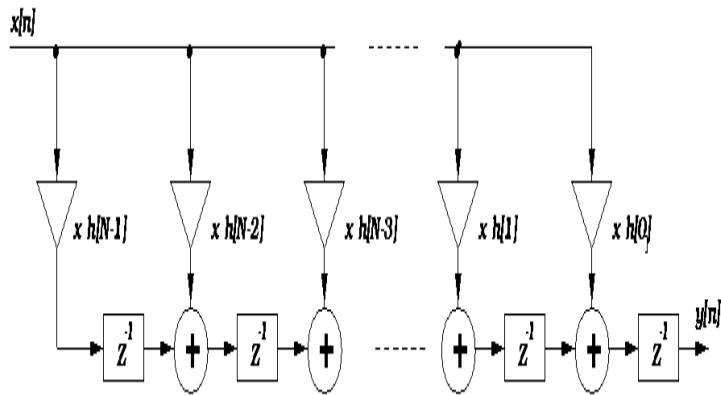 x[n]
x h[N-1] x h[N-2] x h[N-3] x h[1] x h[0]
y[n]
z⁻¹ + z⁻¹ + + z⁻¹ + z⁻¹